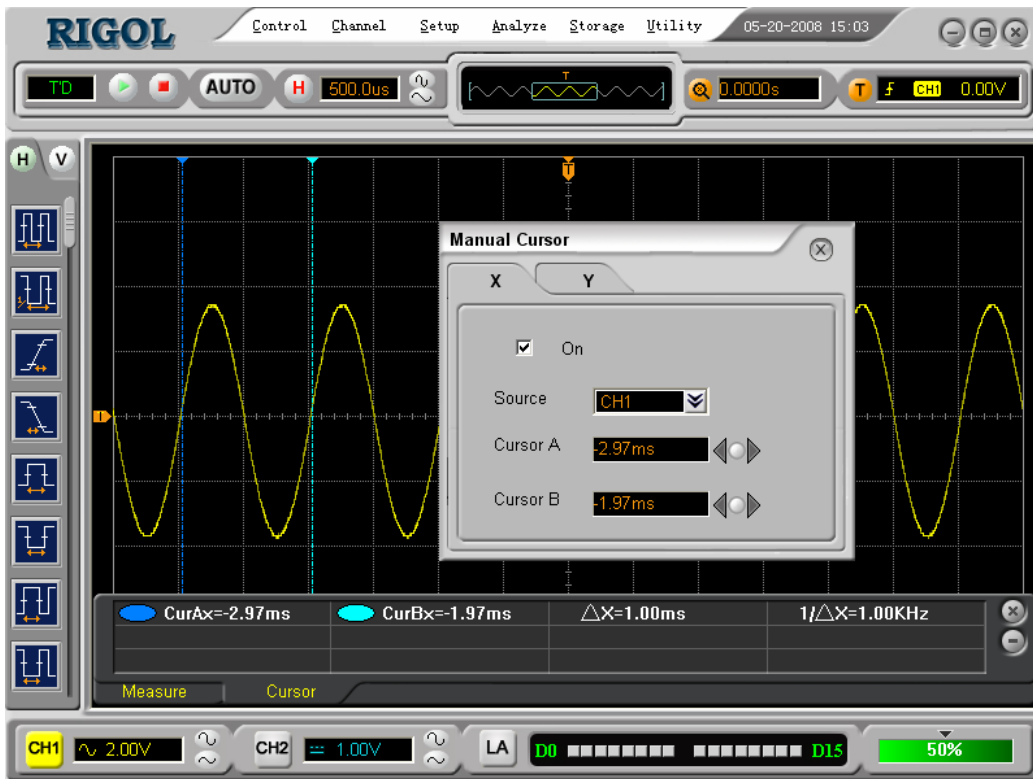 RIGOL Control Channel Setup Analyze Storage Utility 05-20-2008 15:03
T'D AUTO H 500.0us T 0.0000s T CH1 0.00V
H V
T
1/
Manual Cursor
X Y
On
Source CH1
Cursor A -2.97ms
Cursor B -1.97ms
CurAx=-2.97ms CurBx=-1.97ms △X=1.00ms 1/△X=1.00KHz
Measure Cursor
CH1 2.00V CH2 1.00V LA D0 D15 50%